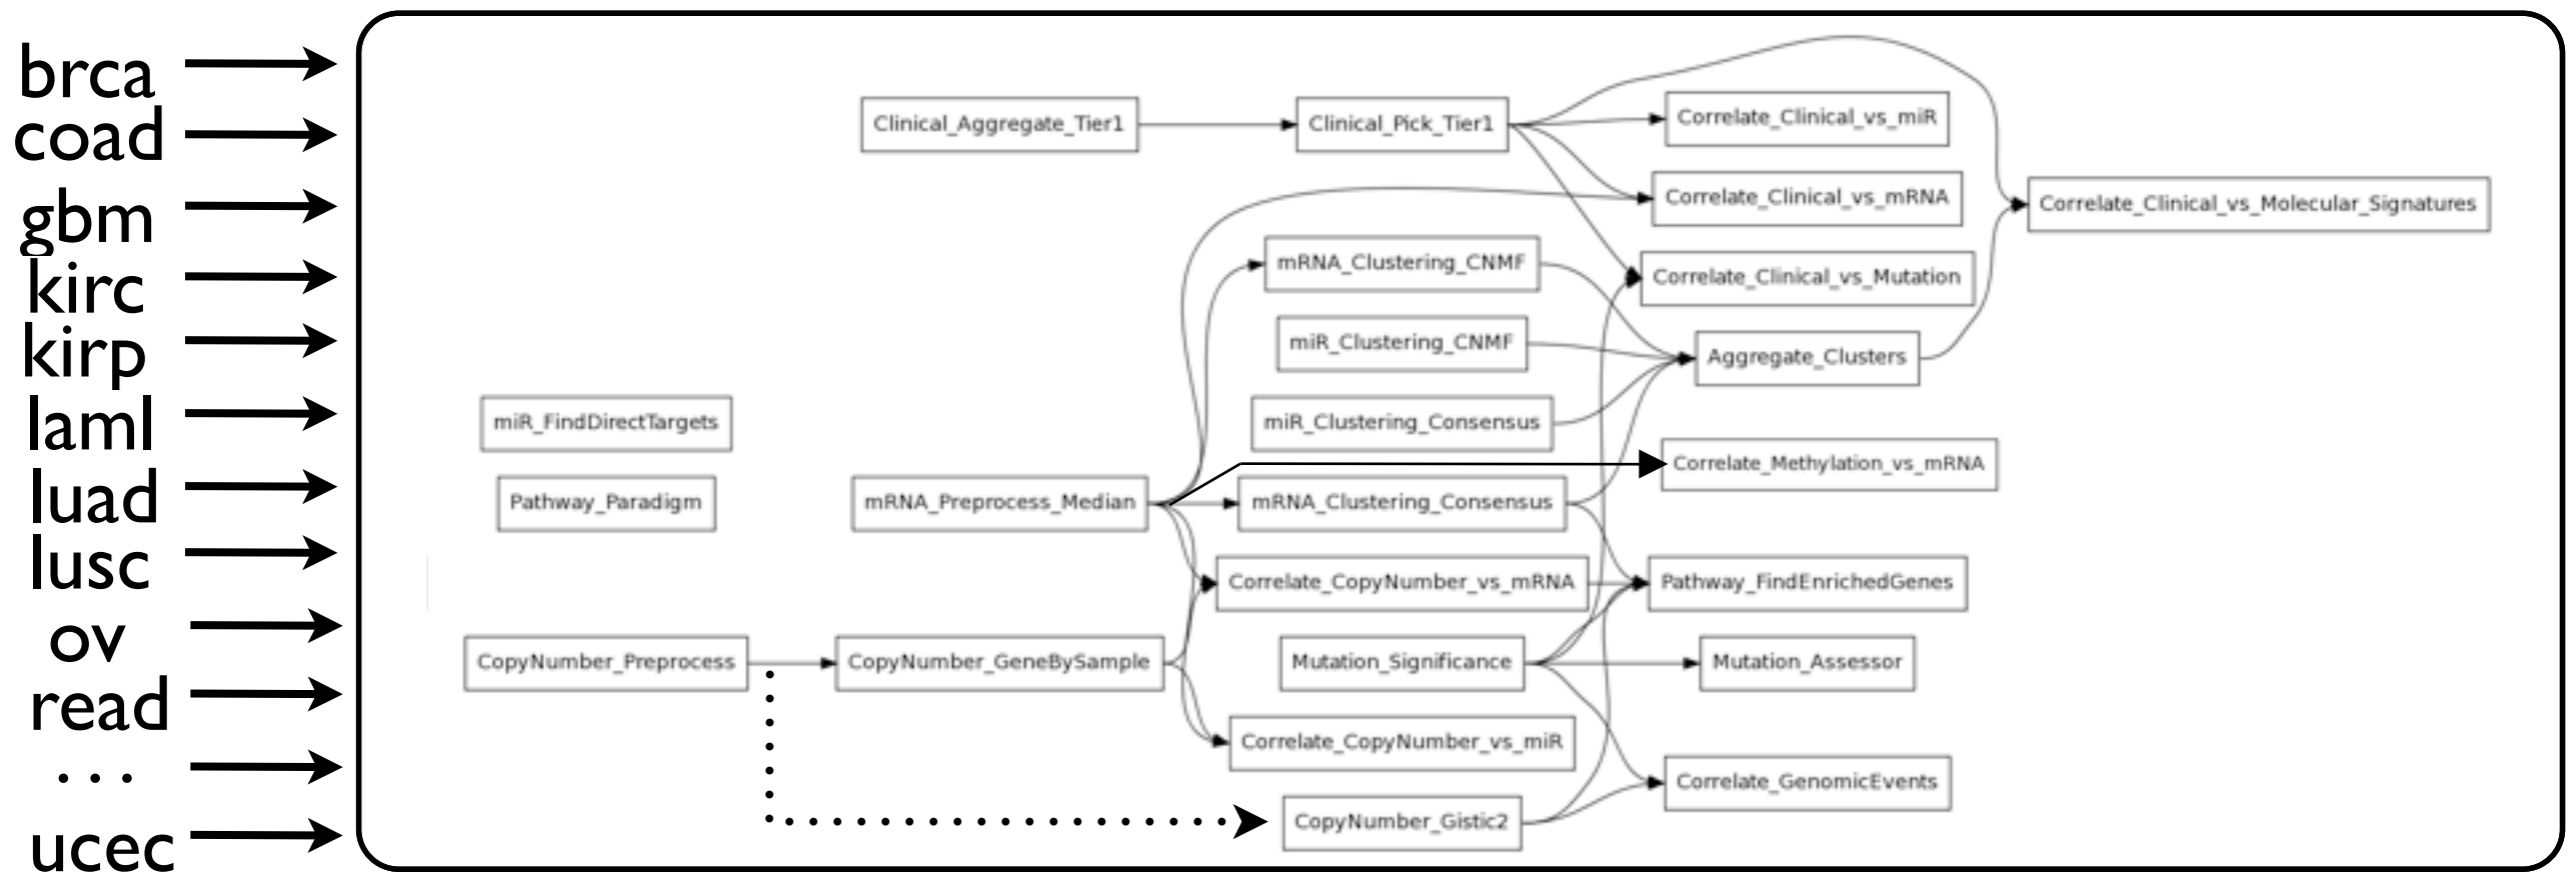 brca
coad
gbm
kirc
kirp
laml
luad
lusc
ov
read
...
ucec
Clinical_Aggregate_Tier1
Clinical_Pick_Tier1
Correlate_Clinical_vs_miR
Correlate_Clinical_vs_mRNA
Correlate_Clinical_vs_Molecular_Signatures
mRNA_Clustering_CNMF
Correlate_Clinical_vs_Mutation
miR_Clustering_CNMF
Aggregate_Clusters
miR_FindDirectTargets
miR_Clustering_Consensus
Correlate_Methylation_vs_mRNA
Pathway_Paradigm
mRNA_Preprocess_Median
mRNA_Clustering_Consensus
Correlate_CopyNumber_vs_mRNA
Pathway_FindEnrichedGenes
CopyNumber_Preprocess
CopyNumber_GeneBySample
Mutation_Significance
Mutation_Assessor
Correlate_CopyNumber_vs_miR
Correlate_GenomicEvents
CopyNumber_Gistic2